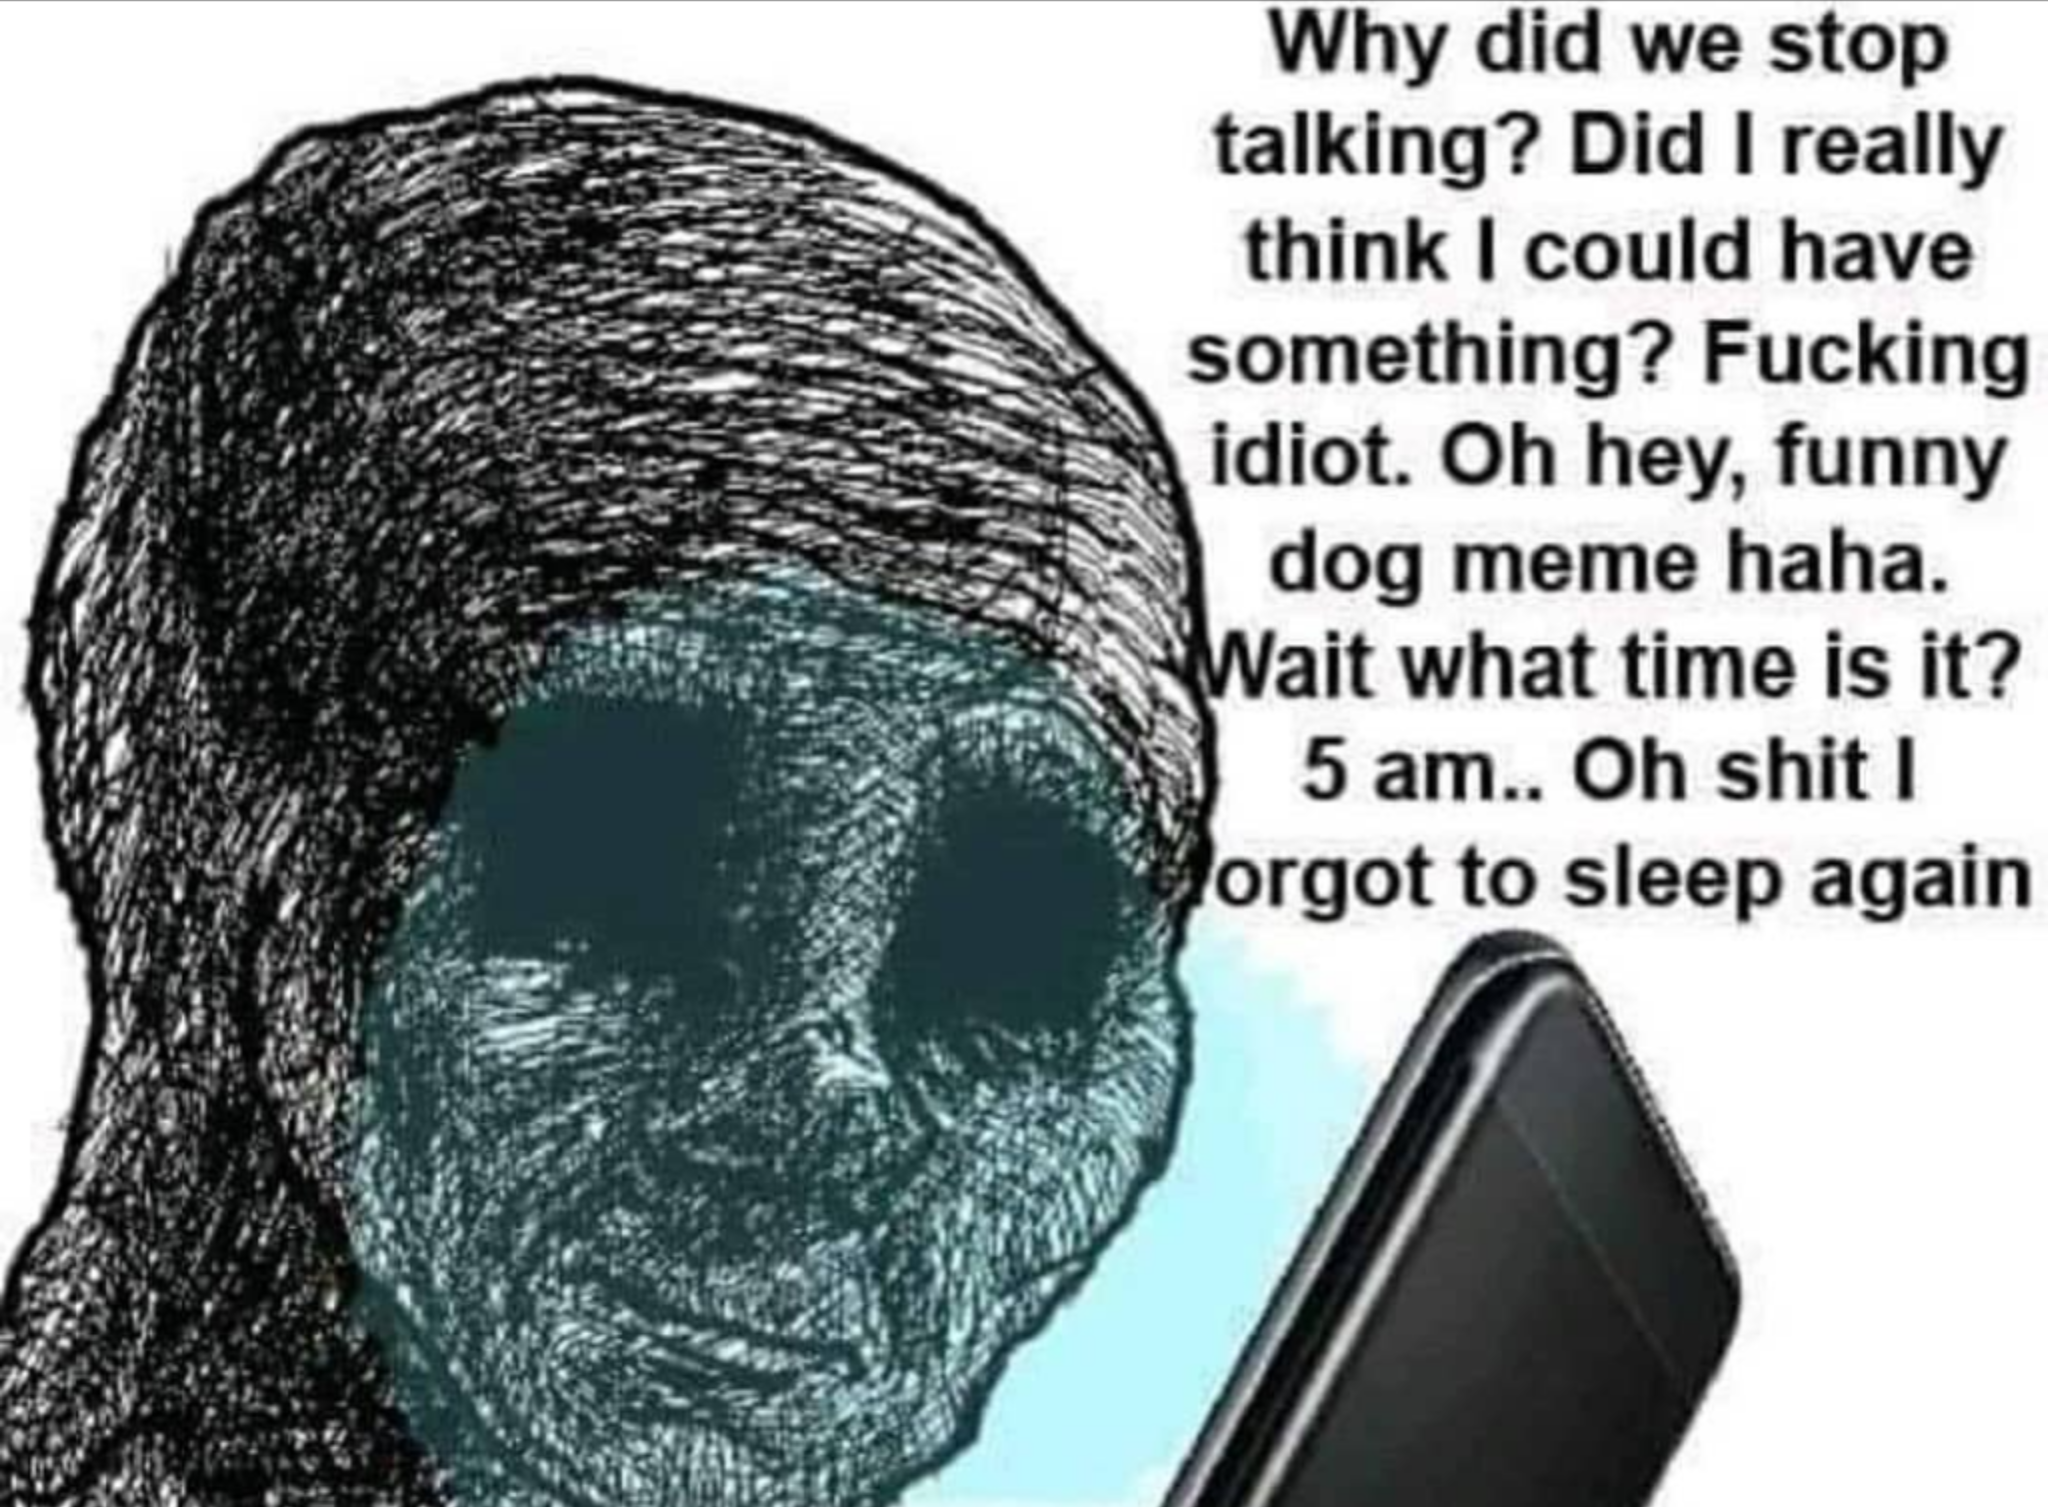 Why did we stop
talking? Did I really
think I could have
something? Fucking
idiot. Oh hey, funny
dog meme haha.
Wait what time is it?
5 am.. Oh shit I
forgot to sleep again